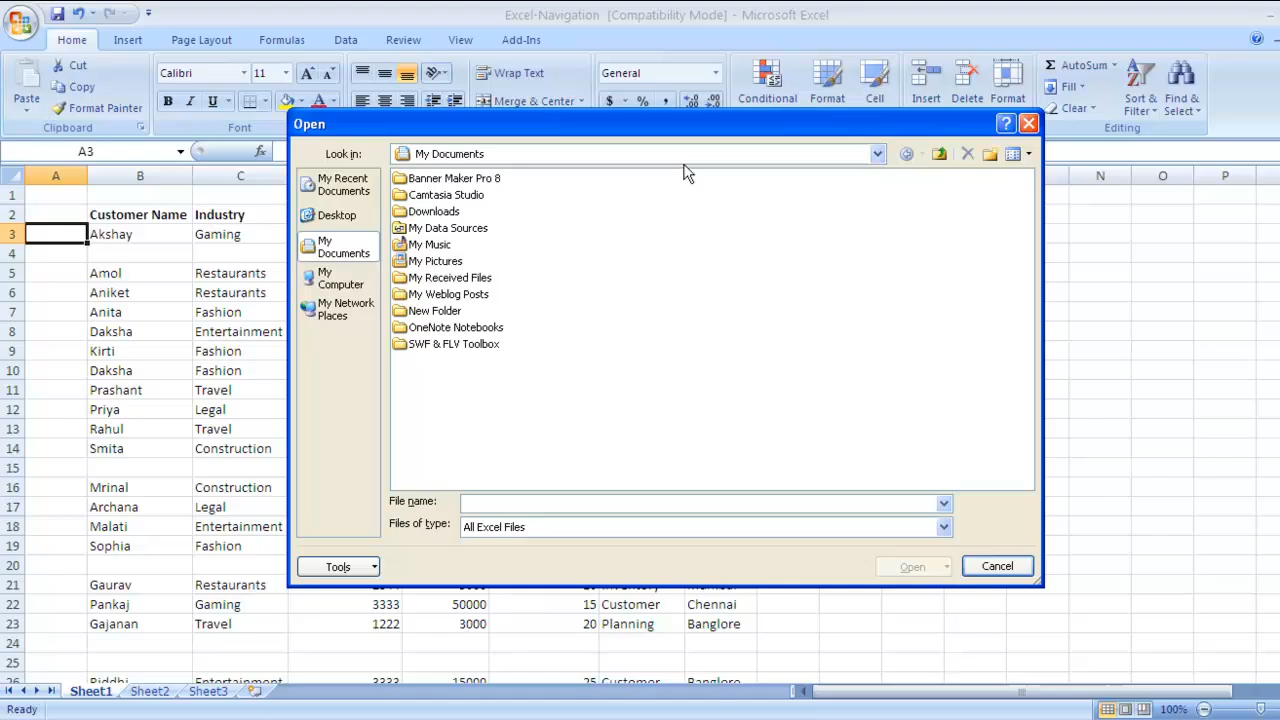 Excel-Navigation [Compatibility Mode] - Microsoft Excel
Home Insert Page Layout Formulas Data Review View Add-Ins
Cut
Copy
Format Painter
Paste
Clipboard
Calibri 11
B I U
Font
Wrap Text
Merge & Center
General
$ % ,
Conditional Format Cell
Insert Delete Format
AutoSum
Fill
Clear
Sort & Filter
Find & Select
Editing
A3 fx
Open
Look in: My Documents
My Recent Documents
Desktop
My Documents
My Computer
My Network Places
Banner Maker Pro 8
Camtasia Studio
Downloads
My Data Sources
My Music
My Pictures
My Received Files
My Weblog Posts
New Folder
OneNote Notebooks
SWF & FLV Toolbox
File name:
Files of type: All Excel Files
Tools Open Cancel
A B C N O P
1
2 Customer Name Industry
3 Akshay Gaming
4
5 Amol Restaurants
6 Aniket Restaurants
7 Anita Fashion
8 Daksha Entertainment
9 Kirti Fashion
10 Daksha Fashion
11 Prashant Travel
12 Priya Legal
13 Rahul Travel
14 Smita Construction
15
16 Mrinal Construction
17 Archana Legal
18 Malati Entertainment
19 Sophia Fashion
20
21 Gaurav Restaurants
22 Pankaj Gaming 3333 50000 15 Customer Chennai
23 Gajanan Travel 1222 3000 20 Planning Banglore
24
25
26 Riddhi Entertainment 3333 15000 25 Customer Banglore
Sheet1 Sheet2 Sheet3
Ready 100%